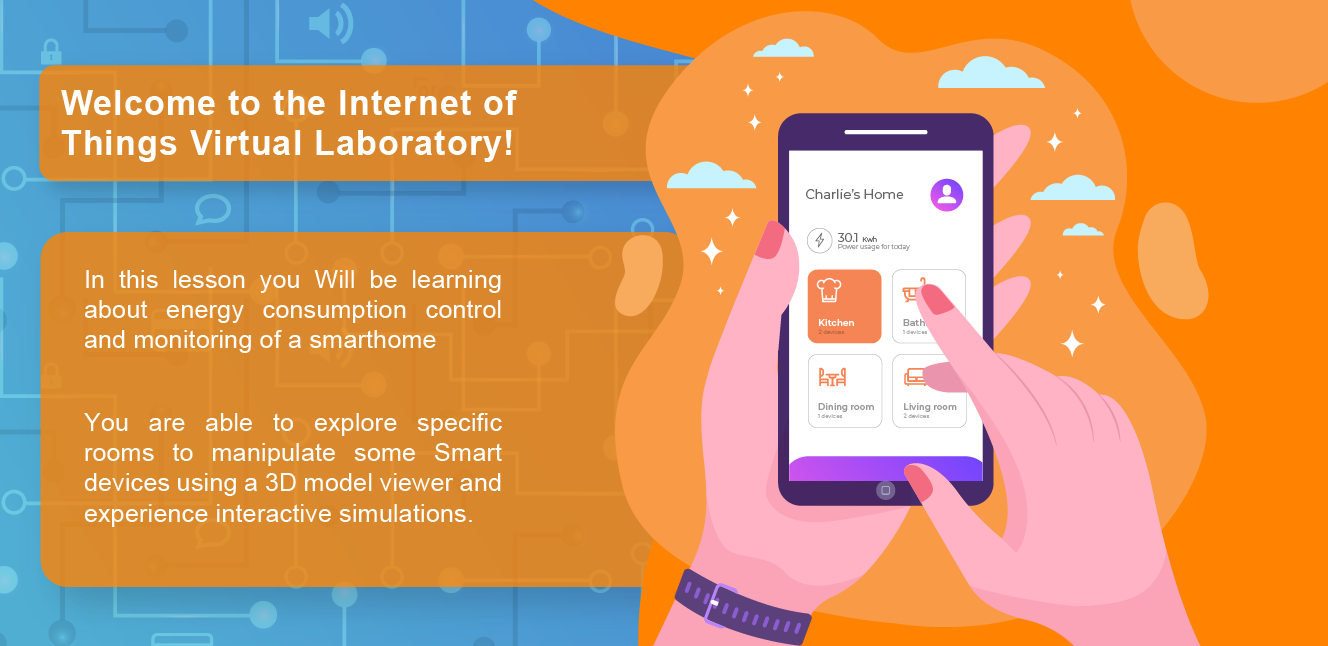 Welcome to the Internet of
Things Virtual Laboratory!
In this lesson you Will be learning
about energy consumption control
and monitoring of a smarthome
You are able to explore specific
rooms to manipulate some Smart
devices using a 3D model viewer and
experience interactive simulations.
Charlie's Home
30.1 Kwh
Power usage for today
Kitchen
2 devices
Bath
1 devices
Dining room
1 devices
Living room
2 devices